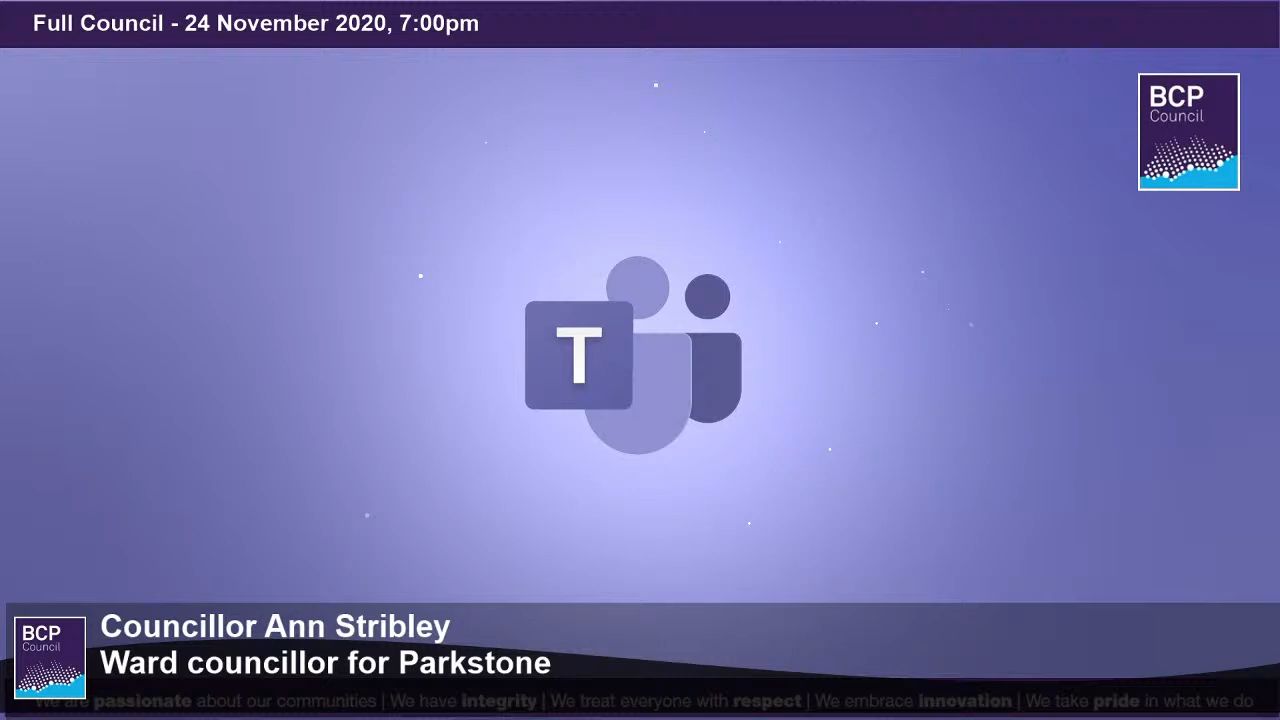 Full Council - 24 November 2020, 7:00pm
BCP
Council
T
Councillor Ann Stribley
Ward councillor for Parkstone
BCP
Council
We are passionate about our communities | We have integrity | We treat everyone with respect | We embrace innovation | We take pride in what we do